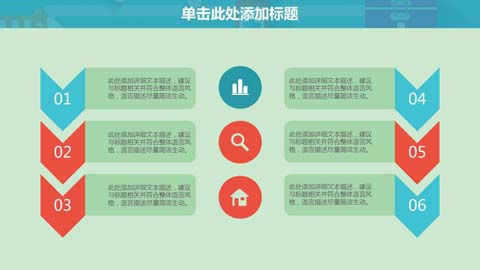 单击此处添加标题
01
此处添加详细文本描述，建议
与标题相关并符合整体语言风
格，语言描述尽量简洁生动。
02
此处添加详细文本描述，建议
与标题相关并符合整体语言风
格，语言描述尽量简洁生动。
03
此处添加详细文本描述，建议
与标题相关并符合整体语言风
格，语言描述尽量简洁生动。
此处添加详细文本描述，建议
与标题相关并符合整体语言风
格，语言描述尽量简洁生动。
04
此处添加详细文本描述，建议
与标题相关并符合整体语言风
格，语言描述尽量简洁生动。
05
此处添加详细文本描述，建议
与标题相关并符合整体语言风
格，语言描述尽量简洁生动。
06